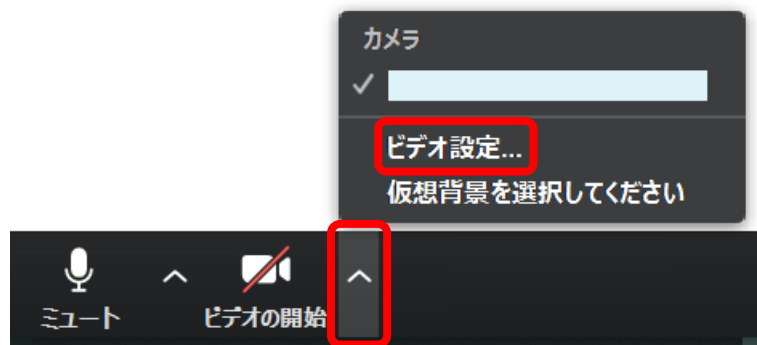 カメラ
ビデオ設定...
仮想背景を選択してください
ミュート
ビデオの開始